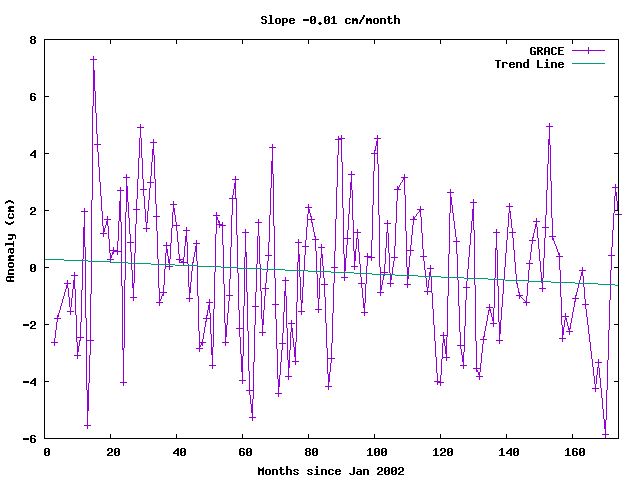 Slope -0.01 cm/month
GRACE
Trend Line
8
6
4
2
0
-2
-4
-6
Anomaly (cm)
0 20 40 60 80 100 120 140 160
Months since Jan 2002